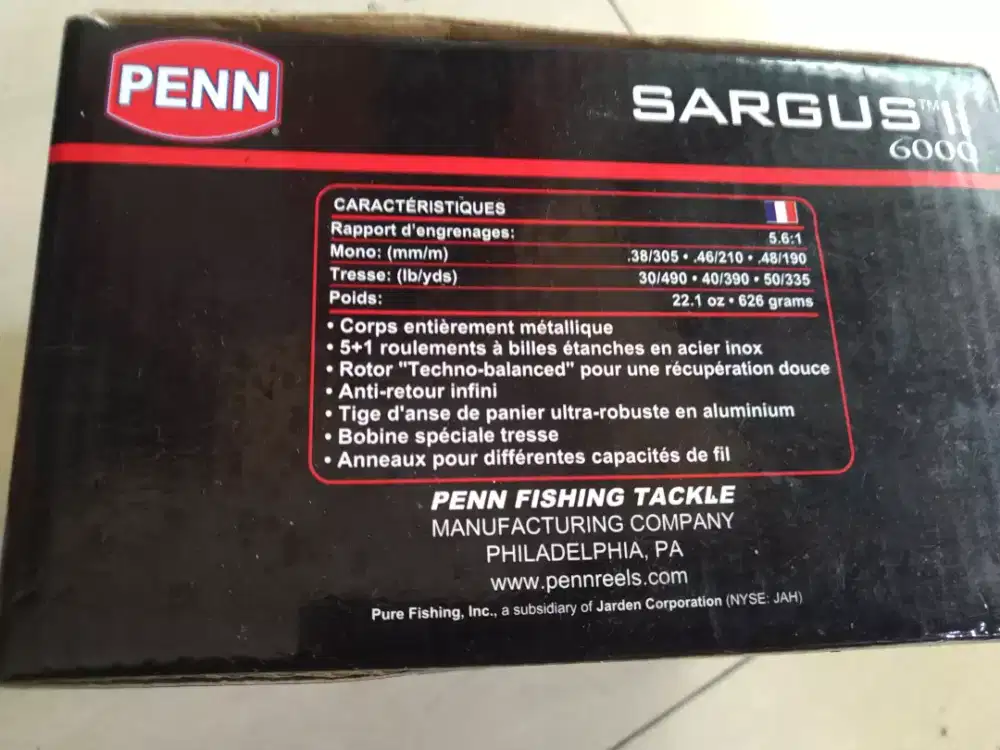 PENN
®
SARGUS™ II
6000
CARACTÉRISTIQUES
Rapport d'engrenages: 5.6:1
Mono: (mm/m) .38/305 • .46/210 • .48/190
Tresse: (lb/yds) 30/490 • 40/390 • 50/335
Poids: 22.1 oz • 626 grams
• Corps entièrement métallique
• 5+1 roulements à billes étanches en acier inox
• Rotor "Techno-balanced" pour une récupération douce
• Anti-retour infini
• Tige d'anse de panier ultra-robuste en aluminium
• Bobine spéciale tresse
• Anneaux pour différentes capacités de fil
PENN FISHING TACKLE
MANUFACTURING COMPANY
PHILADELPHIA, PA
www.pennreels.com
Pure Fishing, Inc., a subsidiary of Jarden Corporation (NYSE: JAH)